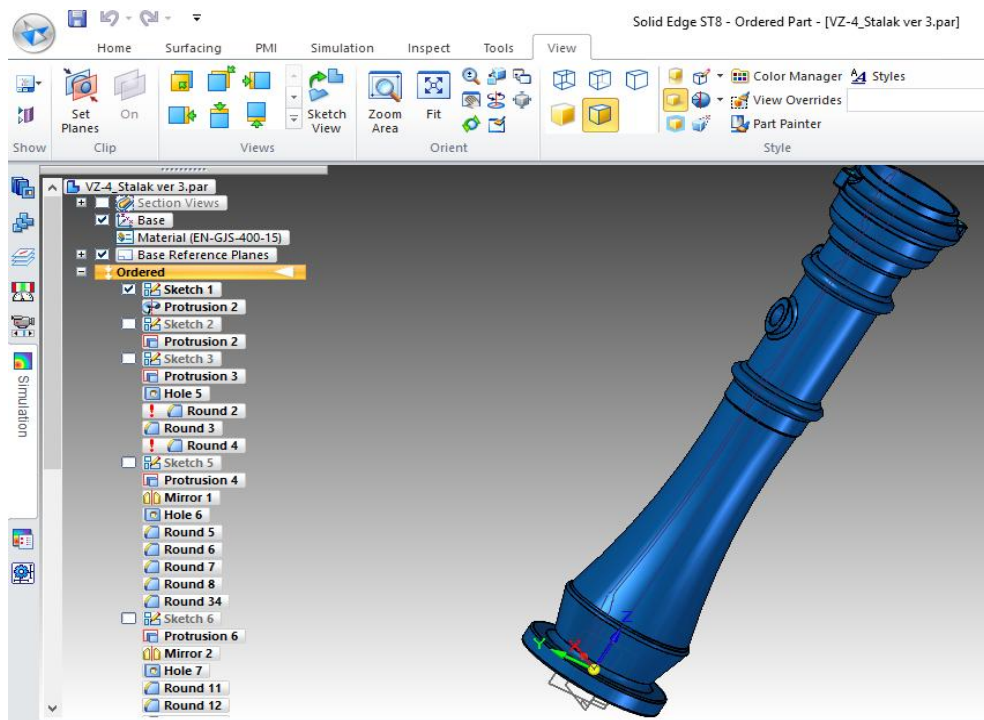 Solid Edge ST8 - Ordered Part - [VZ-4_Stalak ver 3.par]
Home Surfacing PMI Simulation Inspect Tools View
Set Planes
On
Sketch View
Zoom Area
Fit
Color Manager
Styles
View Overrides
Part Painter
Show Clip Views Orient Style
VZ-4_Stalak ver 3.par
Section Views
Base
Material (EN-GJS-400-15)
Base Reference Planes
Ordered
Sketch 1
Protrusion 2
Sketch 2
Protrusion 2
Sketch 3
Protrusion 3
Hole 5
! Round 2
Round 3
! Round 4
Sketch 5
Protrusion 4
Mirror 1
Hole 6
Round 5
Round 6
Round 7
Round 8
Round 34
Sketch 6
Protrusion 6
Mirror 2
Hole 7
Round 11
Round 12
Simulation
Z
Y
X